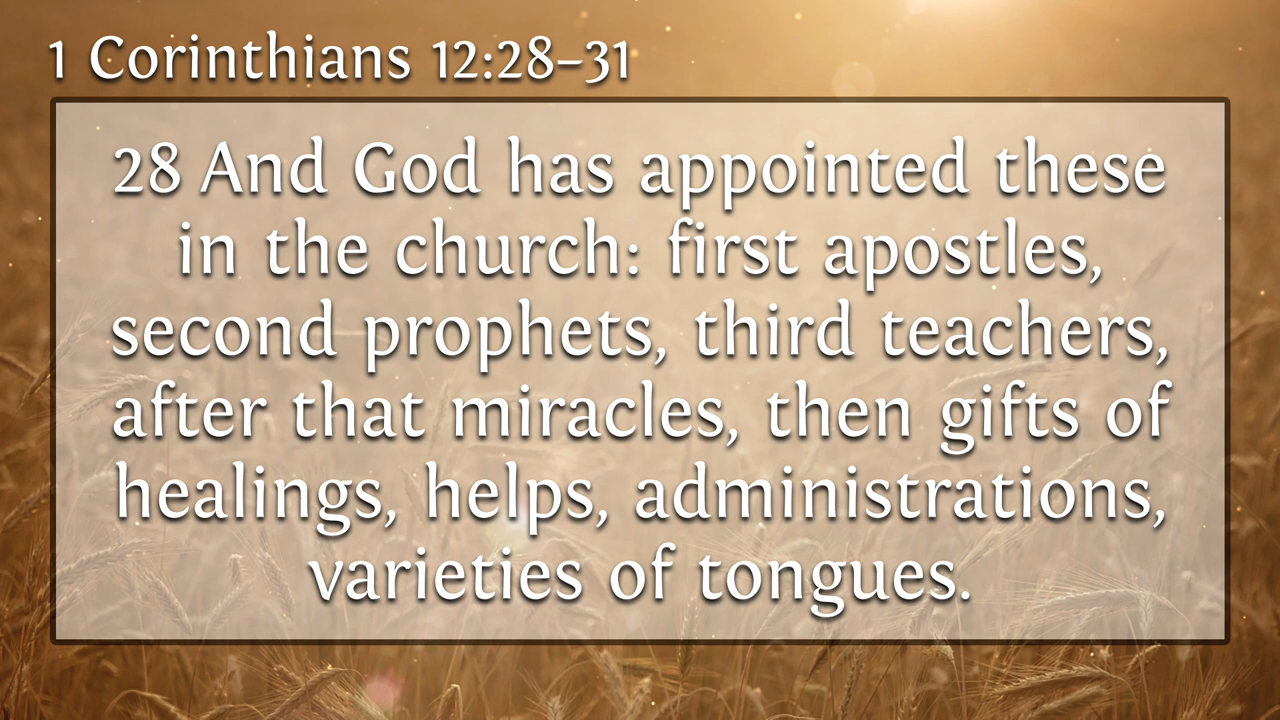 1 Corinthians 12:28–31
28 And God has appointed these
in the church: first apostles,
second prophets, third teachers,
after that miracles, then gifts of
healings, helps, administrations,
varieties of tongues.